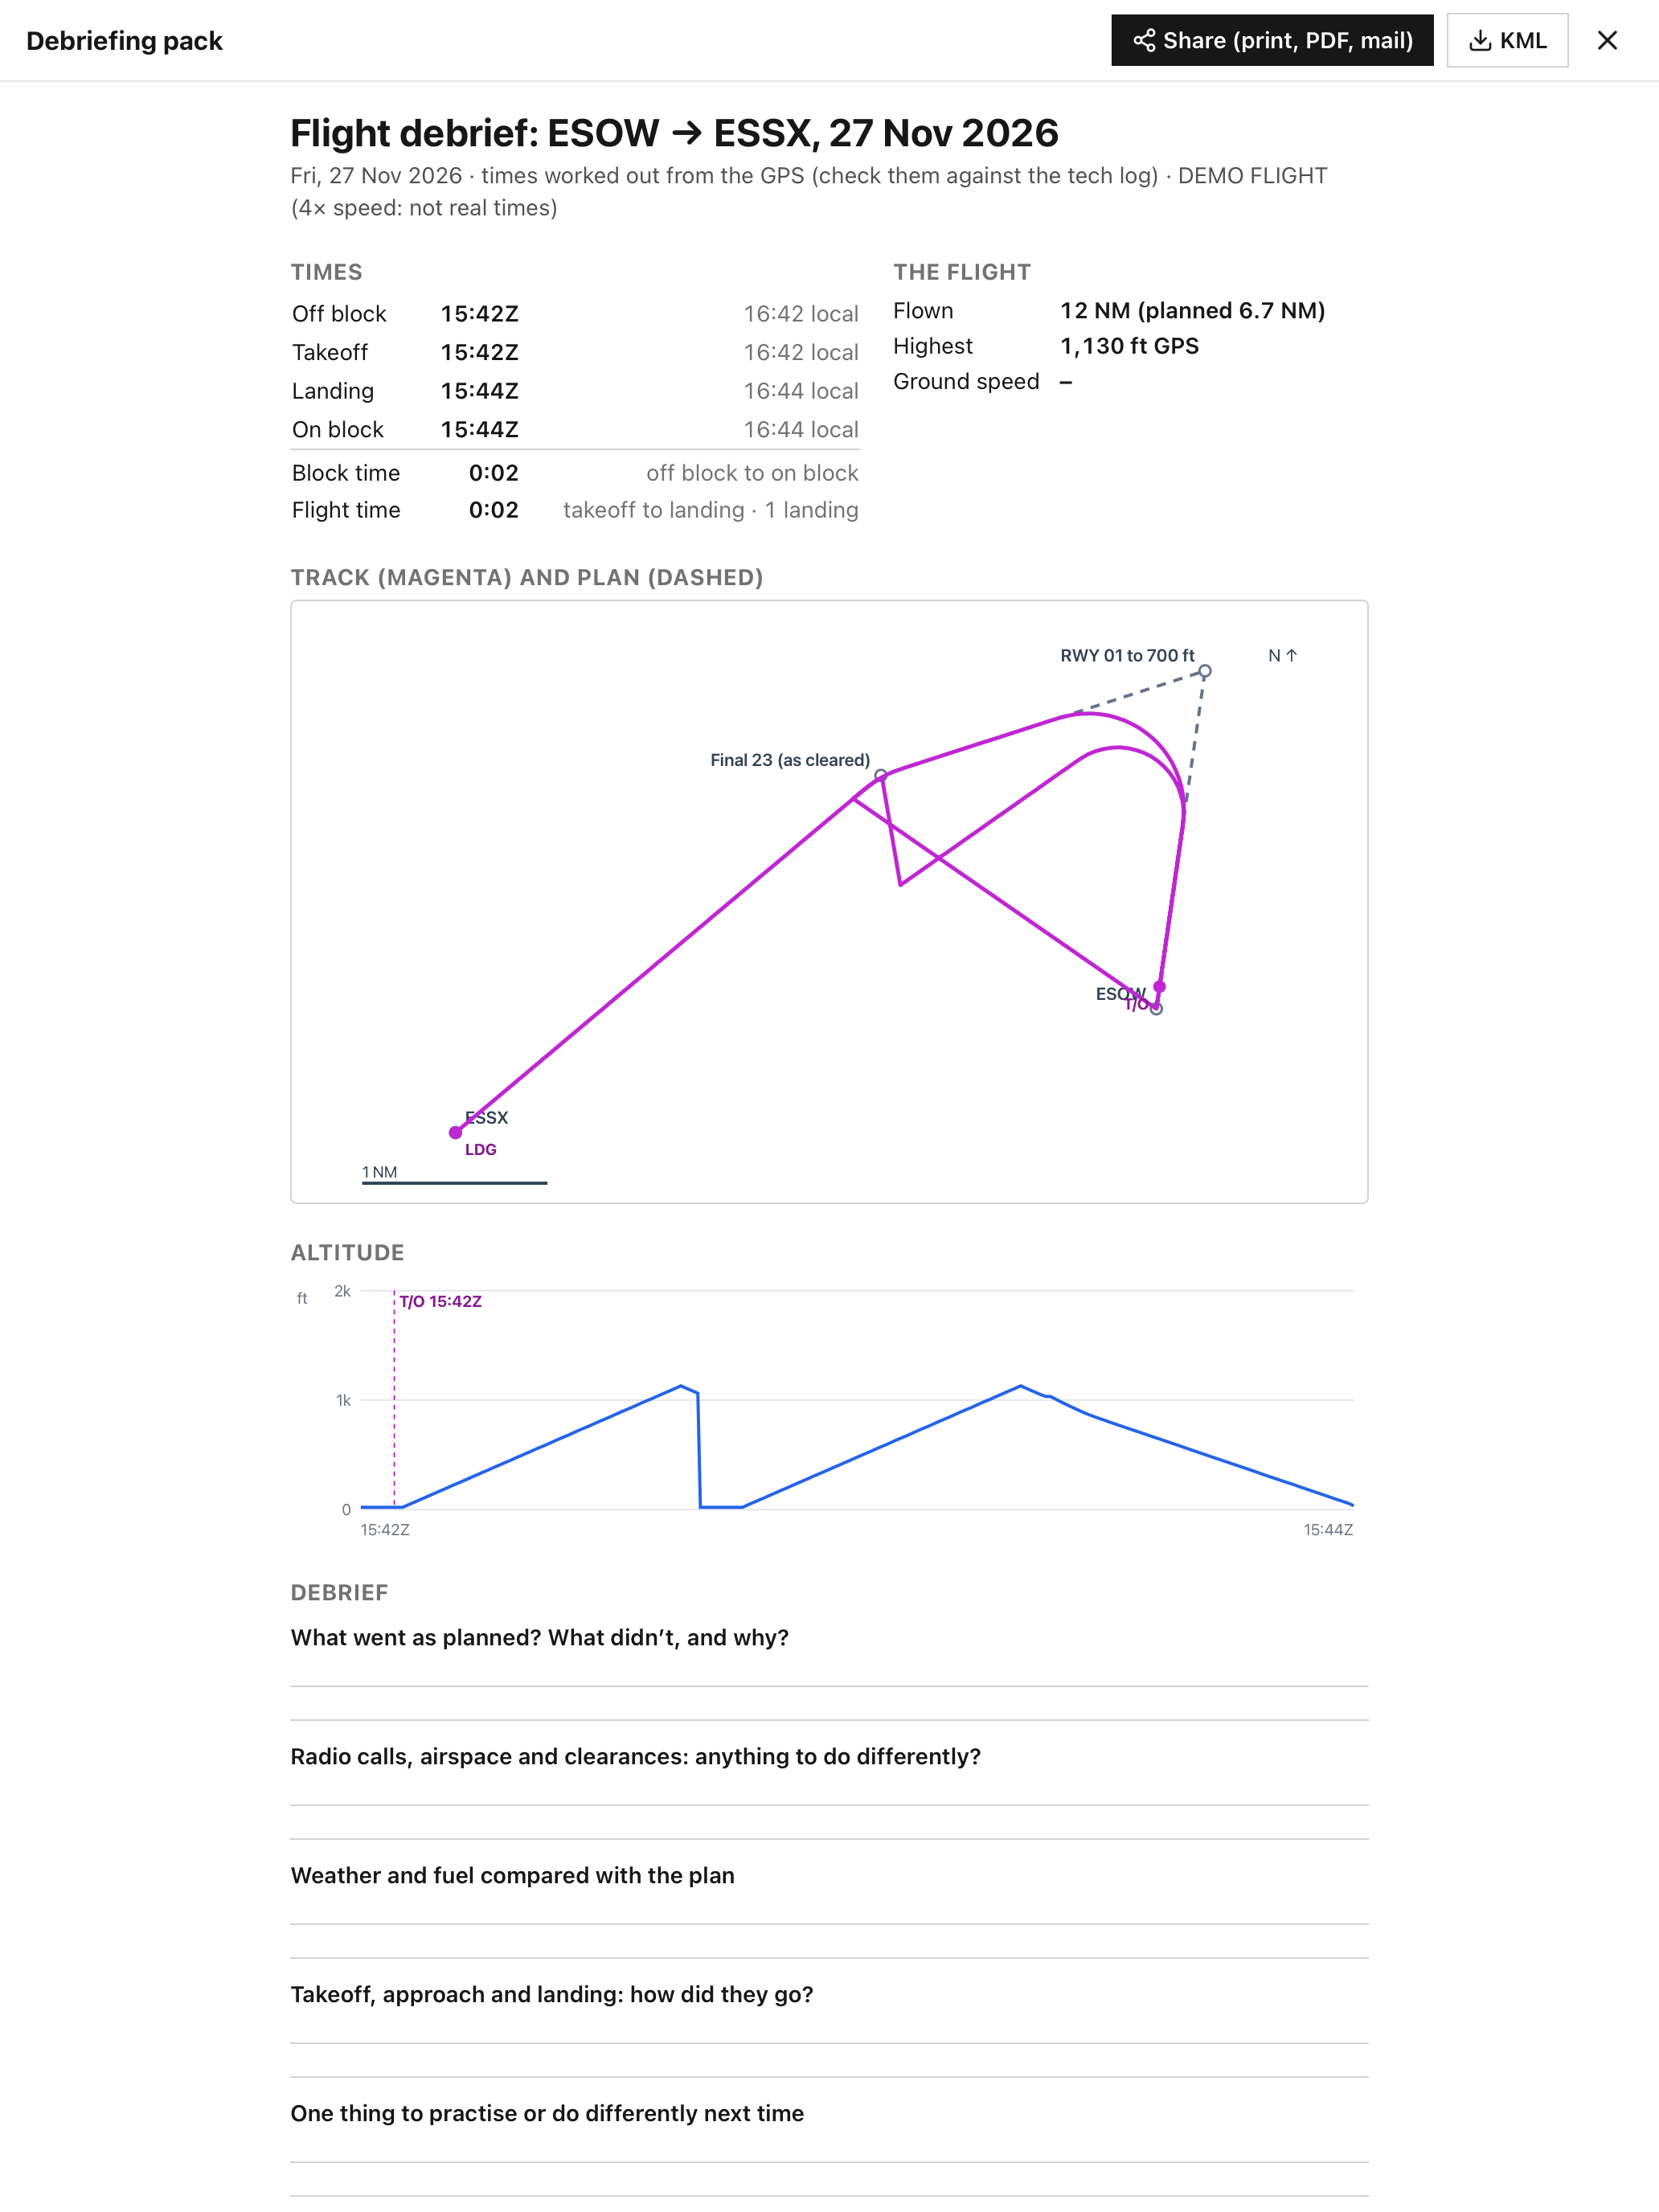 Debriefing pack
Share (print, PDF, mail)
KML
Flight debrief: ESOW → ESSX, 27 Nov 2026
Fri, 27 Nov 2026 · times worked out from the GPS (check them against the tech log) · DEMO FLIGHT
(4× speed: not real times)
TIMES
Off block 15:42Z 16:42 local
Takeoff 15:42Z 16:42 local
Landing 15:44Z 16:44 local
On block 15:44Z 16:44 local
Block time 0:02 off block to on block
Flight time 0:02 takeoff to landing · 1 landing
THE FLIGHT
Flown 12 NM (planned 6.7 NM)
Highest 1,130 ft GPS
Ground speed –
TRACK (MAGENTA) AND PLAN (DASHED)
RWY 01 to 700 ft
N ↑
Final 23 (as cleared)
ESOW
T/O
ESSX
LDG
1 NM
ALTITUDE
ft
2k
T/O 15:42Z
1k
0
15:42Z 15:44Z
DEBRIEF
What went as planned? What didn’t, and why?
Radio calls, airspace and clearances: anything to do differently?
Weather and fuel compared with the plan
Takeoff, approach and landing: how did they go?
One thing to practise or do differently next time